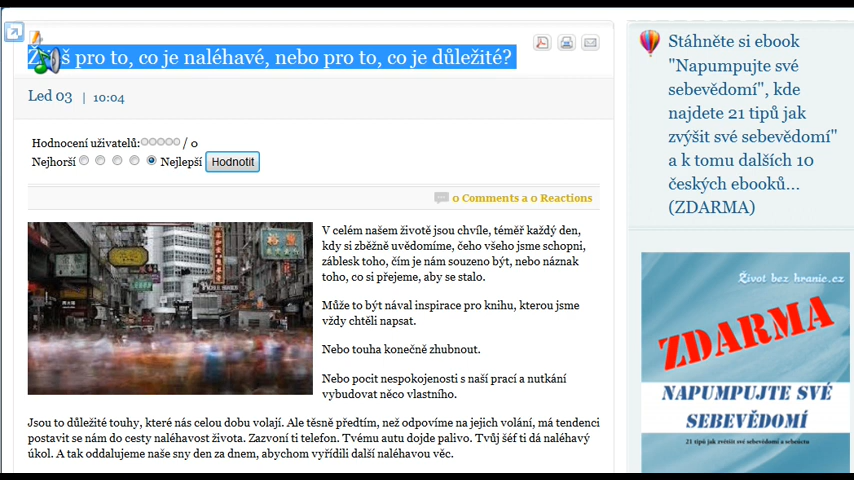 Žiješ pro to, co je naléhavé, nebo pro to, co je důležité?
Led 03 | 10:04
Hodnocení uživatelů: / 0
Nejhorší Nejlepší Hodnotit
0 Comments a 0 Reactions
V celém našem životě jsou chvíle, téměř každý den,
kdy si zběžně uvědomíme, čeho všeho jsme schopni,
záblesk toho, čím je nám souzeno být, nebo náznak
toho, co si přejeme, aby se stalo.
Může to být nával inspirace pro knihu, kterou jsme
vždy chtěli napsat.
Nebo touha konečně zhubnout.
Nebo pocit nespokojenosti s naší prací a nutkání
vybudovat něco vlastního.
Jsou to důležité touhy, které nás celou dobu volají. Ale těsně předtím, než odpovíme na jejich volání, má tendenci
postavit se nám do cesty naléhavost života. Zazvoní ti telefon. Tvému autu dojde palivo. Tvůj šéf ti dá naléhavý
úkol. A tak oddalujeme naše sny den za dnem, abychom vyřídili další naléhavou věc.
Stáhněte si ebook
"Napumpujte své
sebevědomí", kde
najdete 21 tipů jak
zvýšit své sebevědomí"
a k tomu dalších 10
českých ebooků...
(ZDARMA)
Život bez hranic.cz
ZDARMA
NAPUMPUJTE SVÉ
SEBEVĚDOMÍ
21 tipů jak zvětšit své sebevědomí a sebeúctu